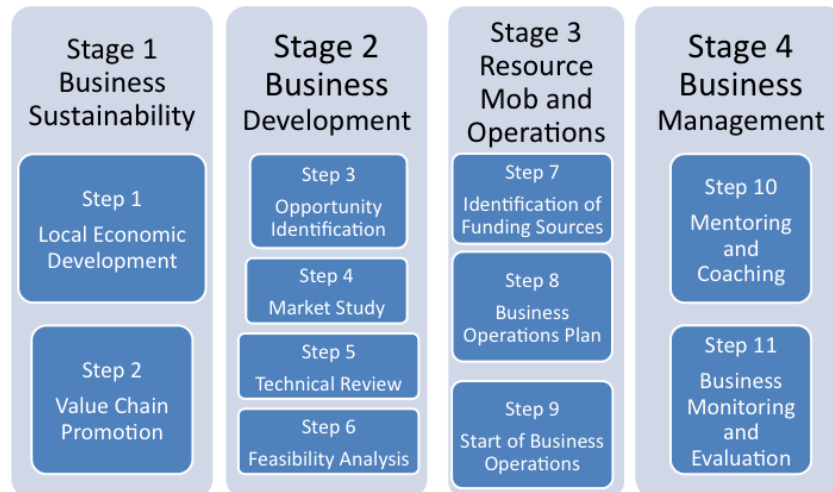 Stage 1
Business
Sustainability
Step 1
Local Economic
Development
Step 2
Value Chain
Promotion
Stage 2
Business
Development
Step 3
Opportunity
Identification
Step 4
Market Study
Step 5
Technical Review
Step 6
Feasibility Analysis
Stage 3
Resource
Mob and
Operations
Step 7
Identification of
Funding Sources
Step 8
Business
Operations Plan
Step 9
Start of Business
Operations
Stage 4
Business
Management
Step 10
Mentoring
and
Coaching
Step 11
Business
Monitoring
and
Evaluation